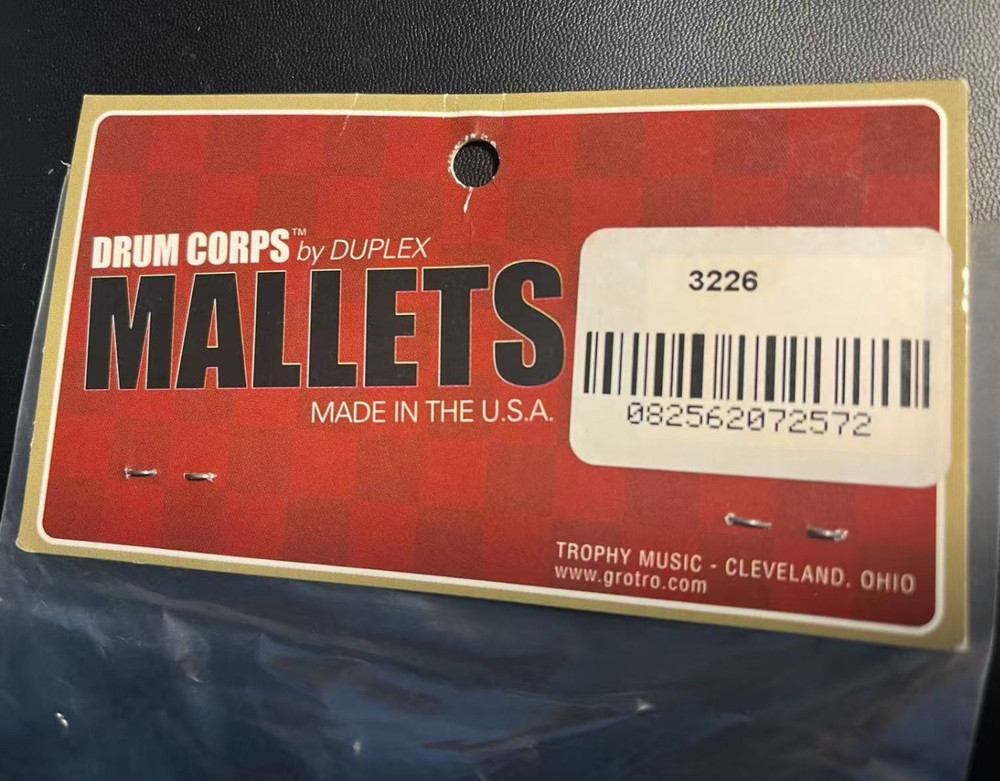 DRUM CORPS™ by DUPLEX
MALLETS
MADE IN THE U.S.A.
3226
082562072572
TROPHY MUSIC - CLEVELAND, OHIO
www.grotro.com